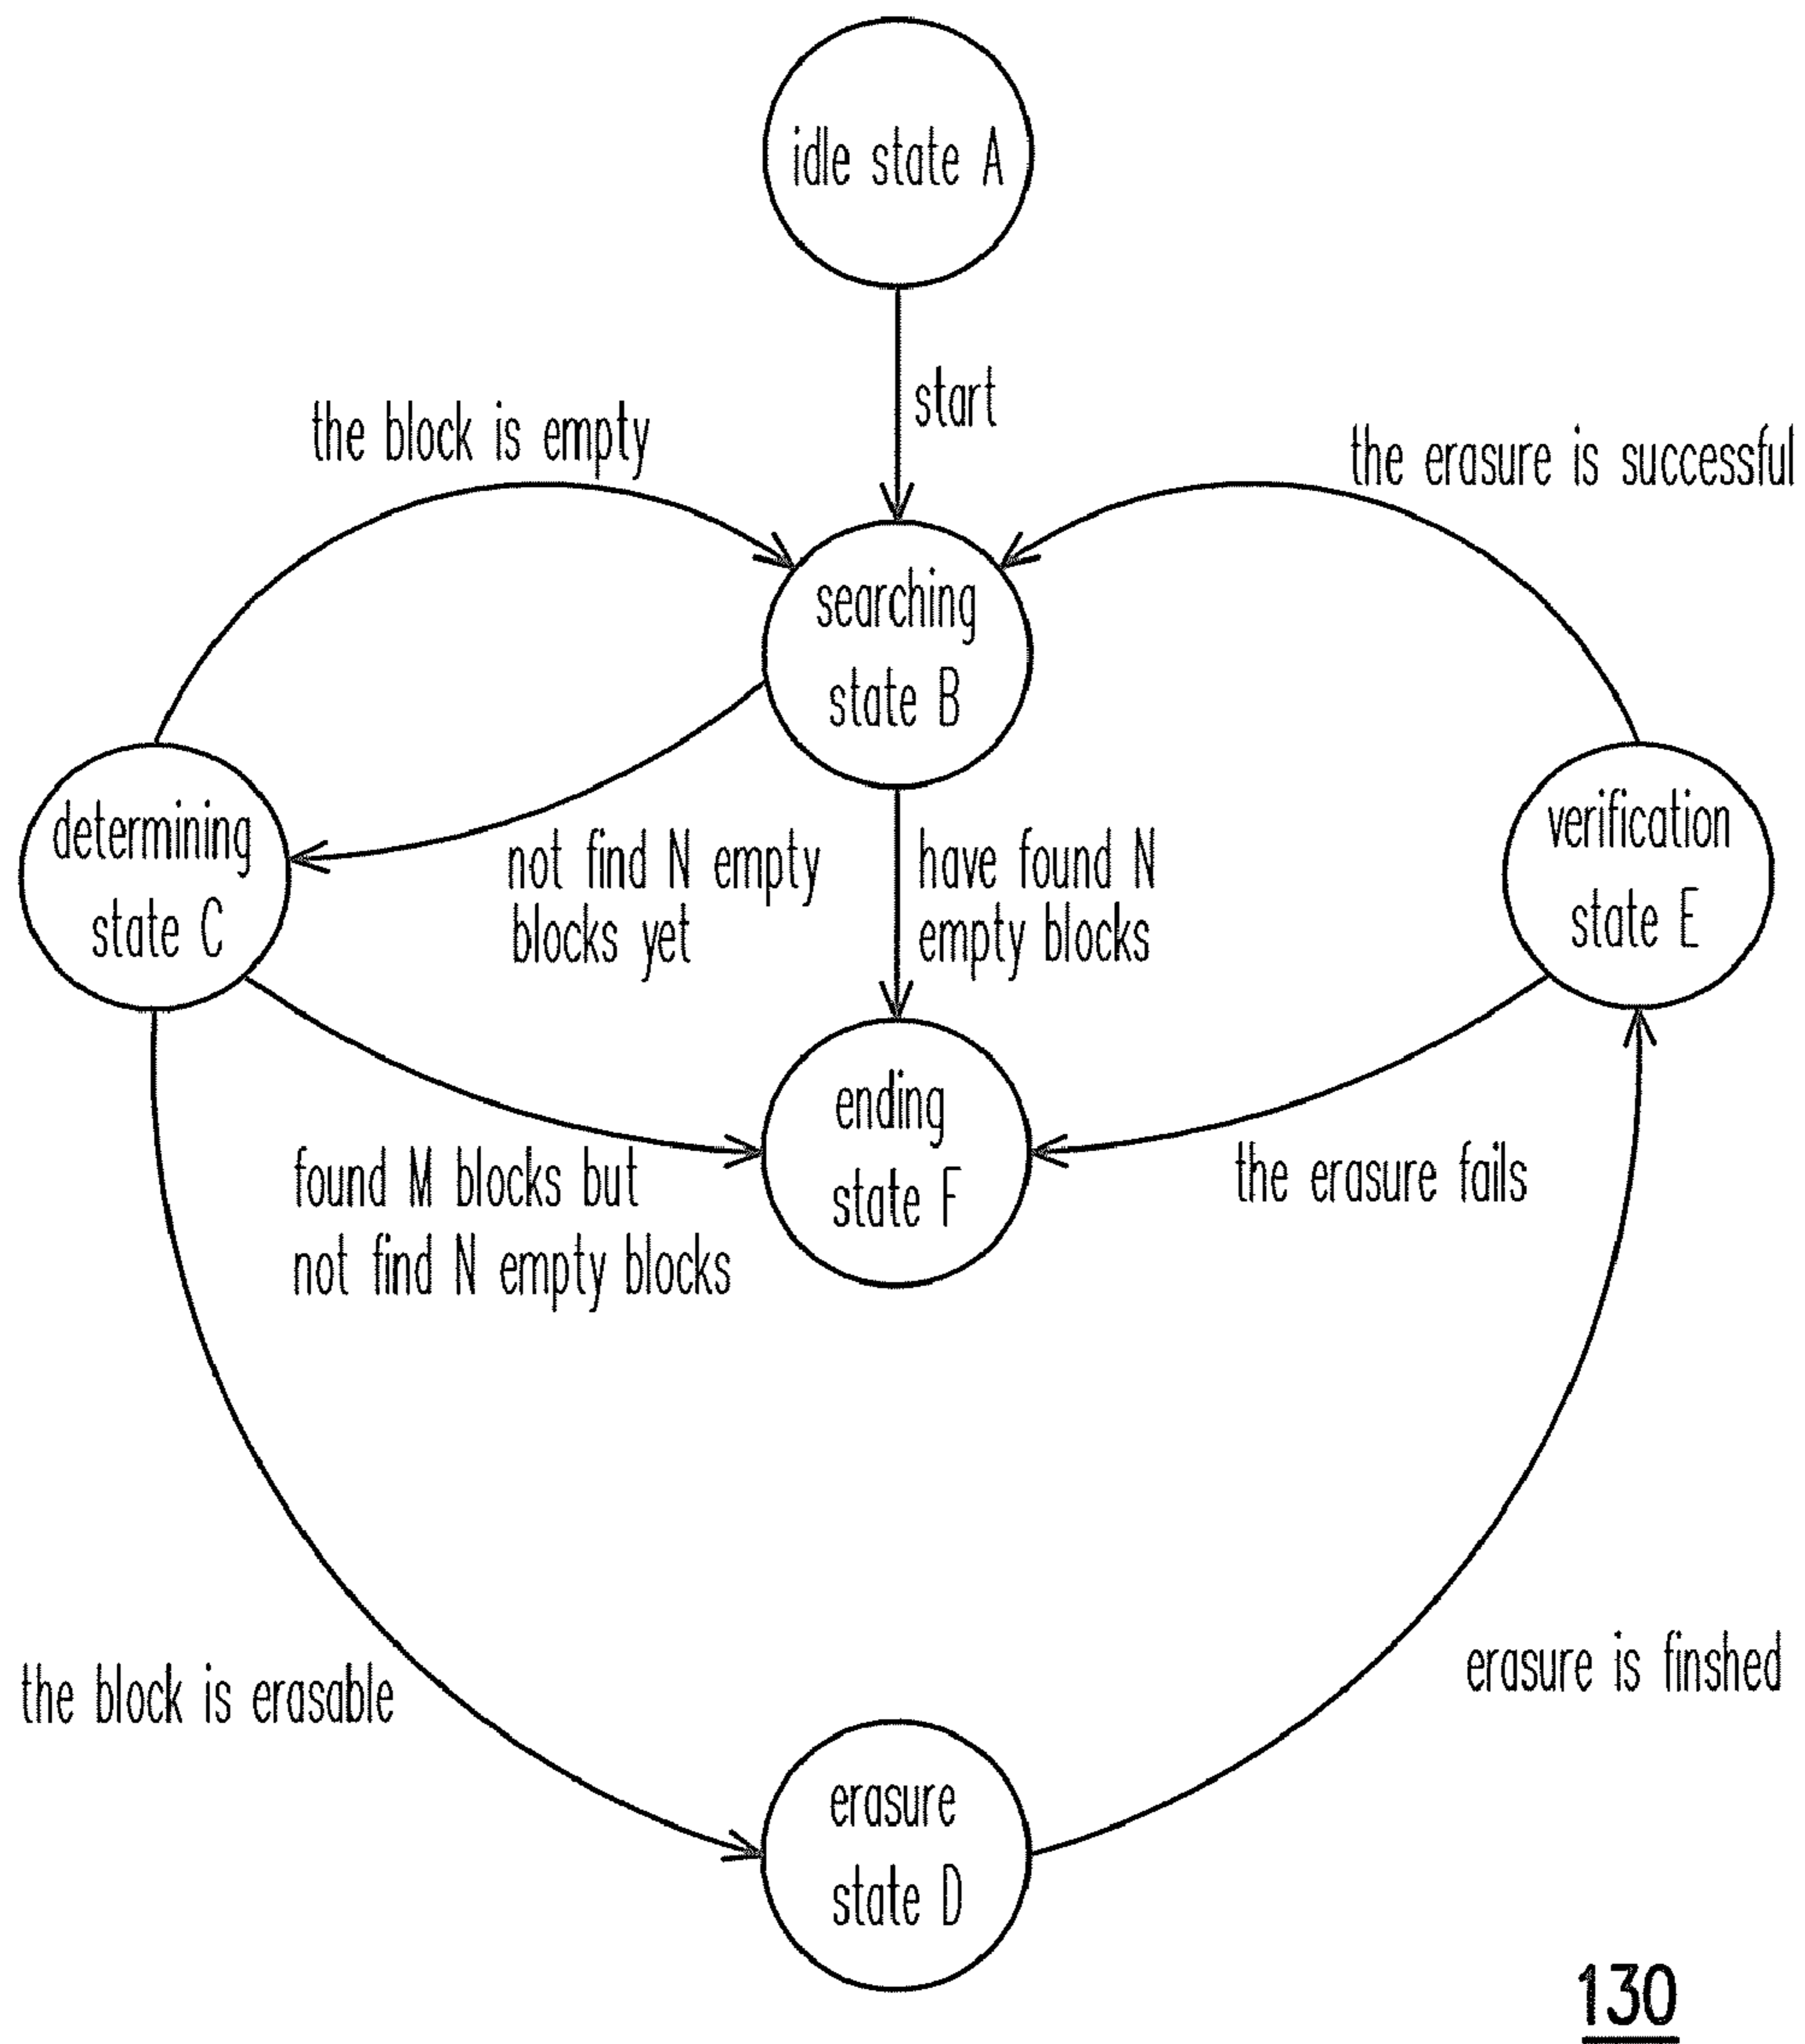 idle state A
start
the block is empty
the erasure is successful
searching
state B
determining
state C
not find N empty
blocks yet
have found N
empty blocks
verification
state E
ending
state F
found M blocks but
not find N empty blocks
the erasure fails
the block is erasable
erasure is finshed
erasure
state D
130